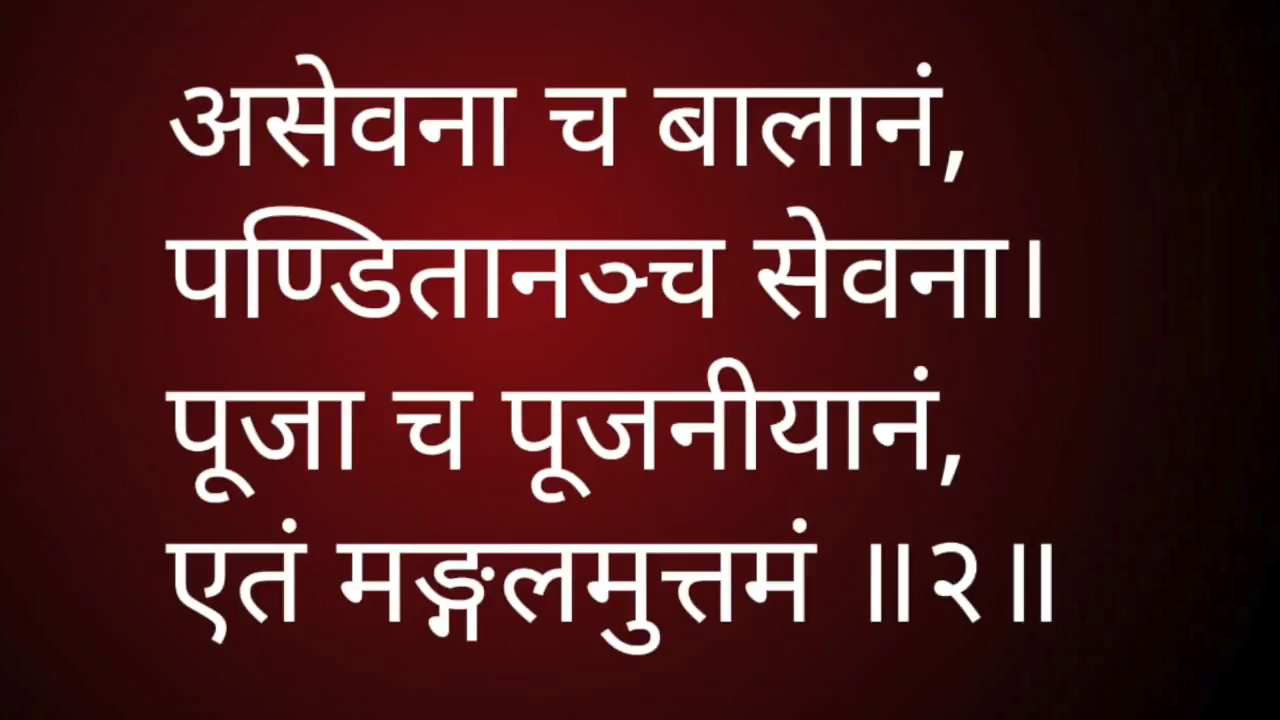 असेवना च बालानं,
पण्डितानञ्च सेवना।
पूजा च पूजनीयानं,
एतं मङ्गलमुत्तमं ॥२॥